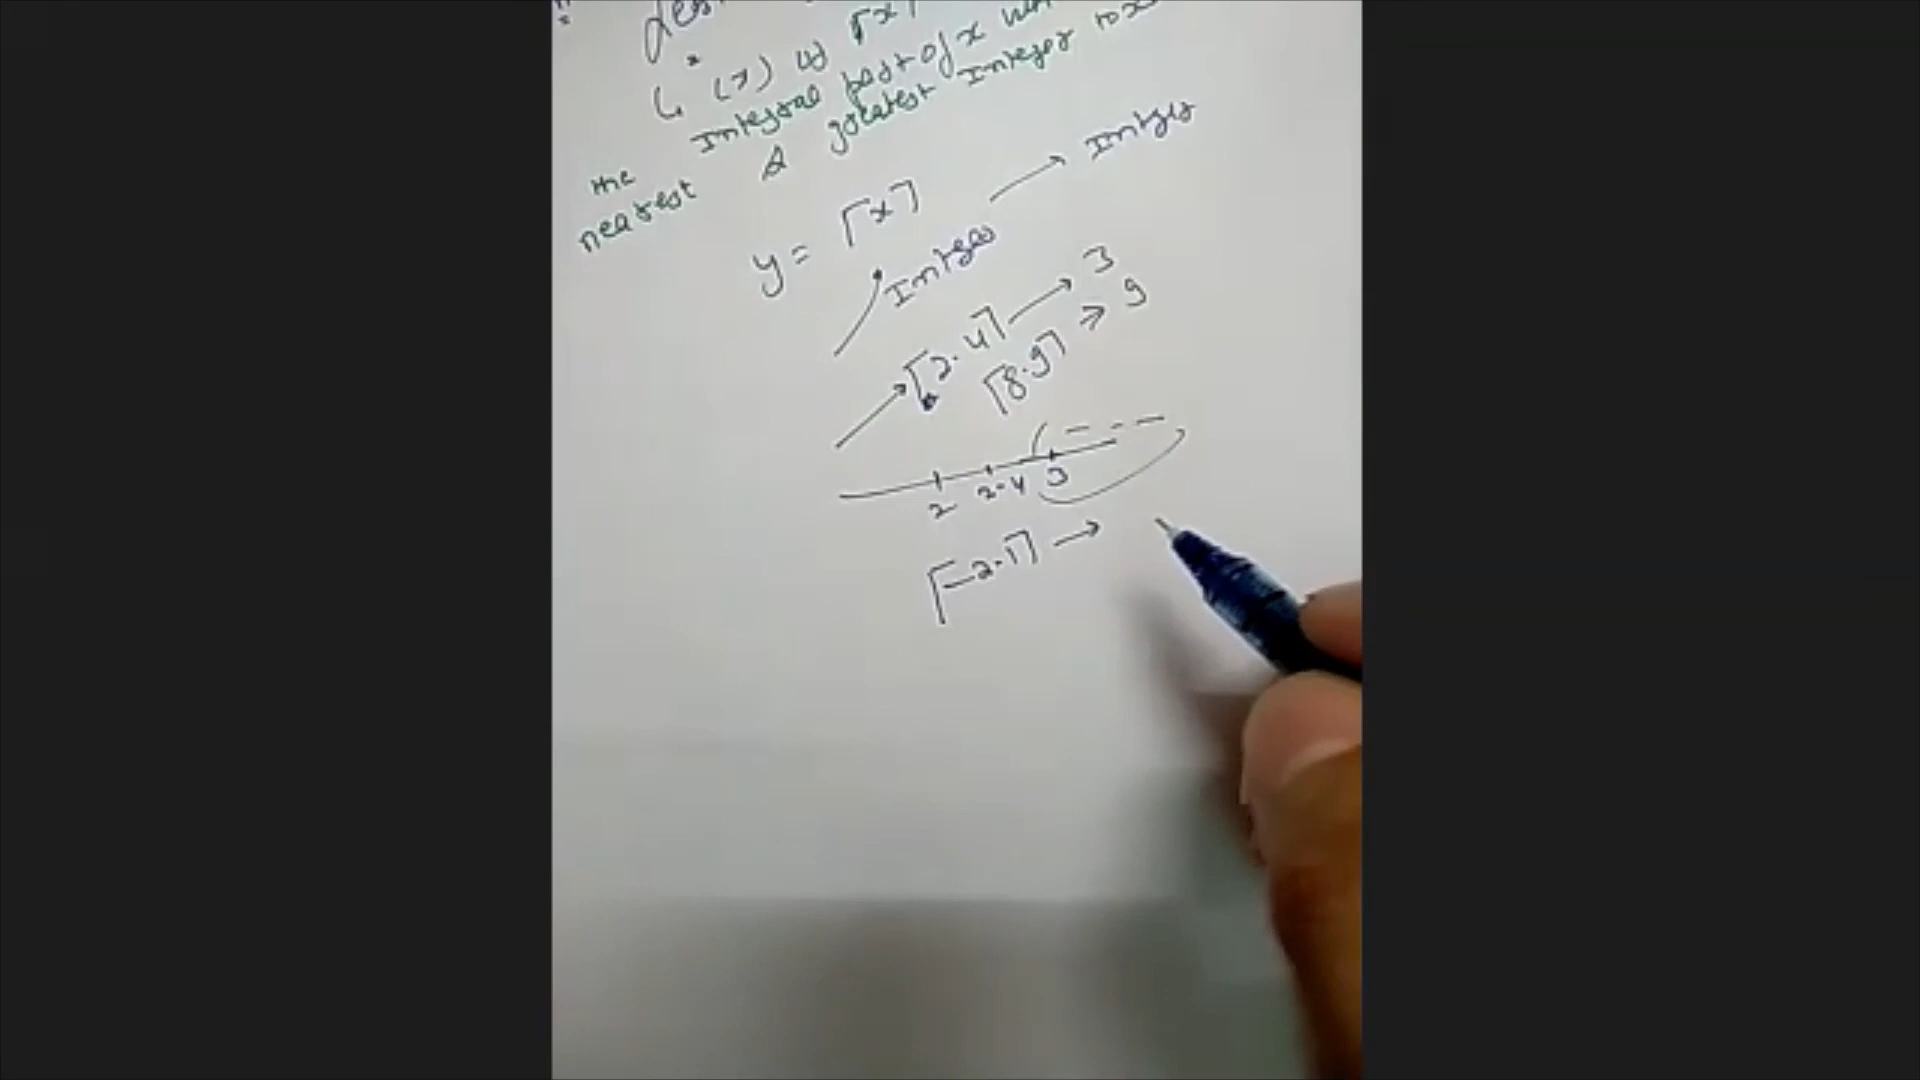 (x) or ⌈x⌉
Integral part of x
the nearest & greatest Integer to x
y = ⌈x⌉ → Integer
Integer
⌈2.4⌉ → 3
⌈8.9⌉ ⇒ 9
2 2.4 3
⌈-2.1⌉ →